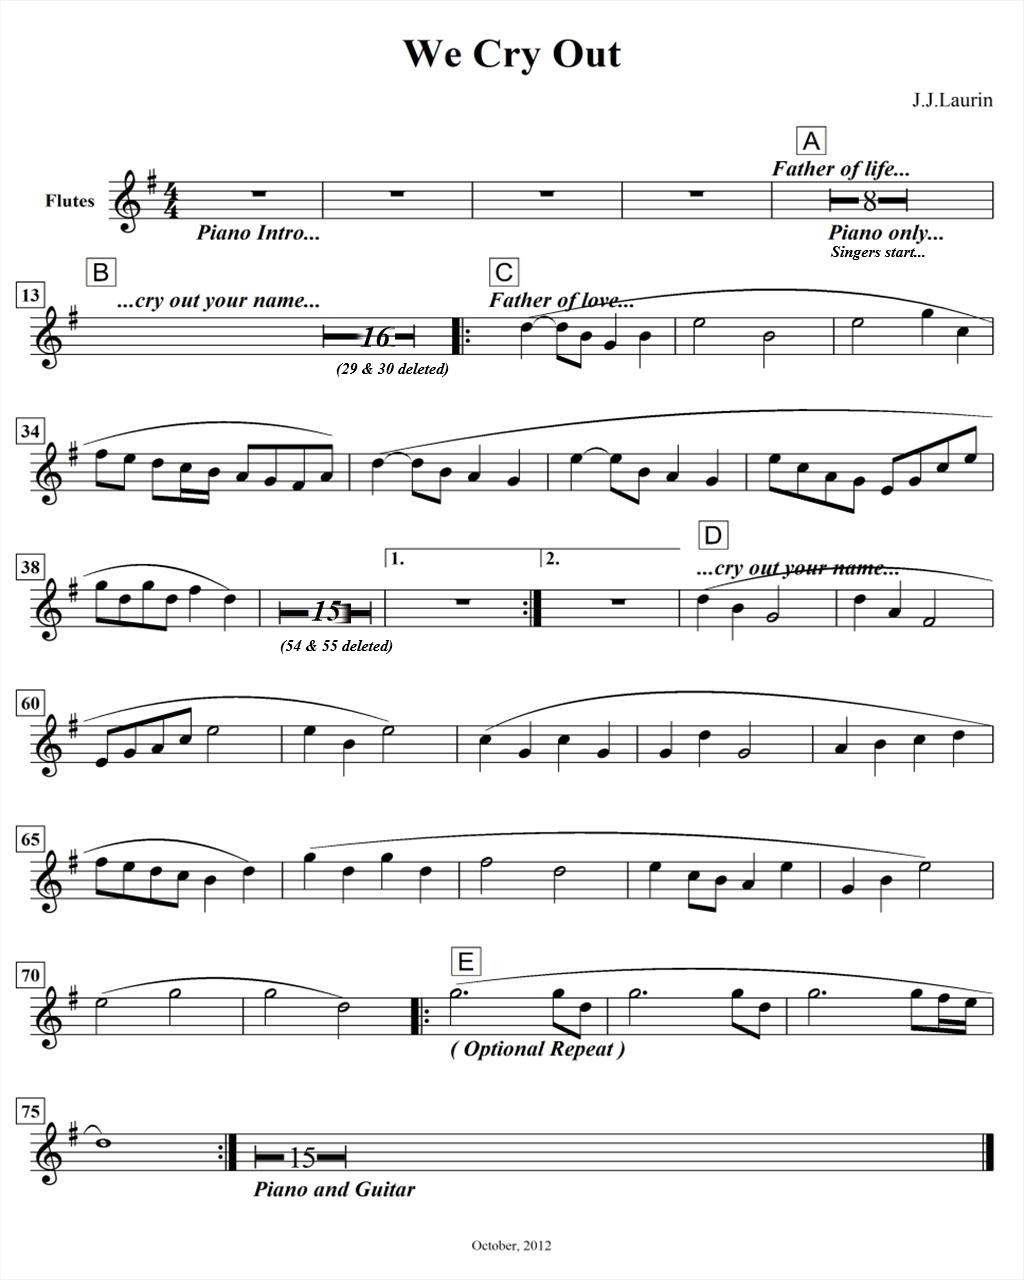 We Cry Out
J.J.Laurin
A
Father of life...
Flutes
4
4
8
Piano Intro...
Piano only...
Singers start...
B
C
13
...cry out your name...
Father of love...
16
(29 & 30 deleted)
34
D
38
1.
2.
...cry out your name...
15
(54 & 55 deleted)
60
65
70
E
( Optional Repeat )
75
15
Piano and Guitar
October, 2012